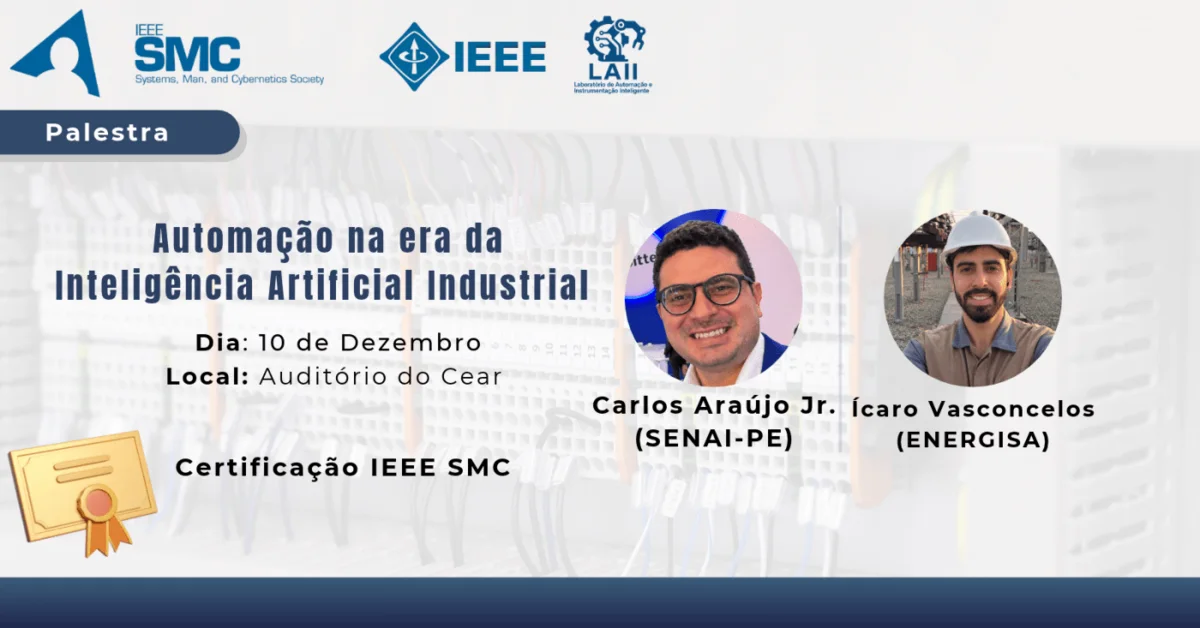 IEEE
SMC
Systems, Man, and Cybernetics Society
IEEE
LAII
Laboratório de Automação e
Instrumentação Inteligente
Palestra
Automação na era da
Inteligência Artificial Industrial
Dia: 10 de Dezembro
Local: Auditório do Cear
Certificação IEEE SMC
Carlos Araújo Jr.
(SENAI-PE)
Ícaro Vasconcelos
(ENERGISA)